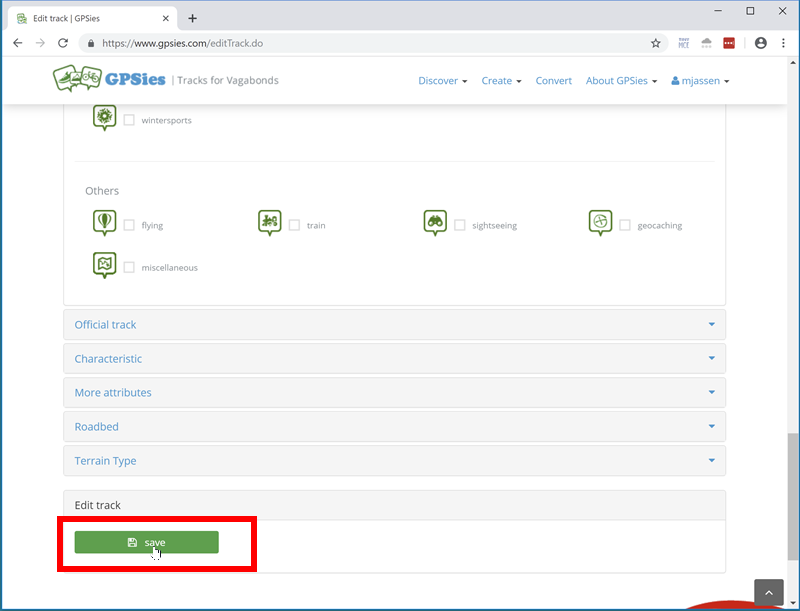 Edit track | GPSies
https://www.gpsies.com/editTrack.do
GPSies | Tracks for Vagabonds
Discover Create Convert About GPSies mjassen
wintersports
Others
flying train sightseeing geocaching
miscellaneous
Official track
Characteristic
More attributes
Roadbed
Terrain Type
Edit track
save